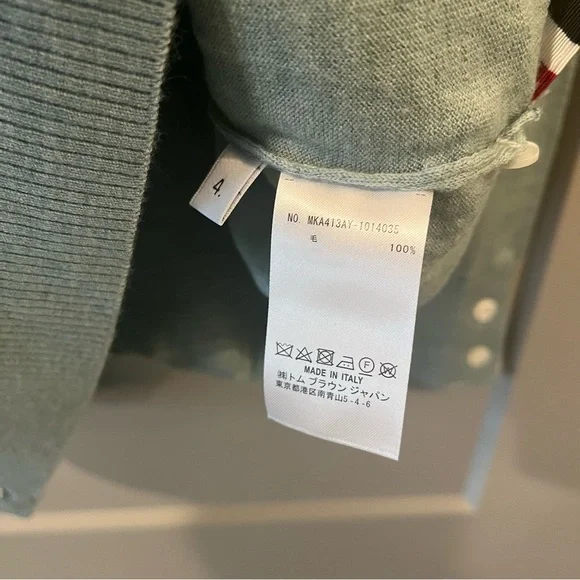 4.
NO. MKA413AY-1014035
毛 100%
MADE IN ITALY
㈱トム ブラウン ジャパン
東京都港区南青山5-4-6